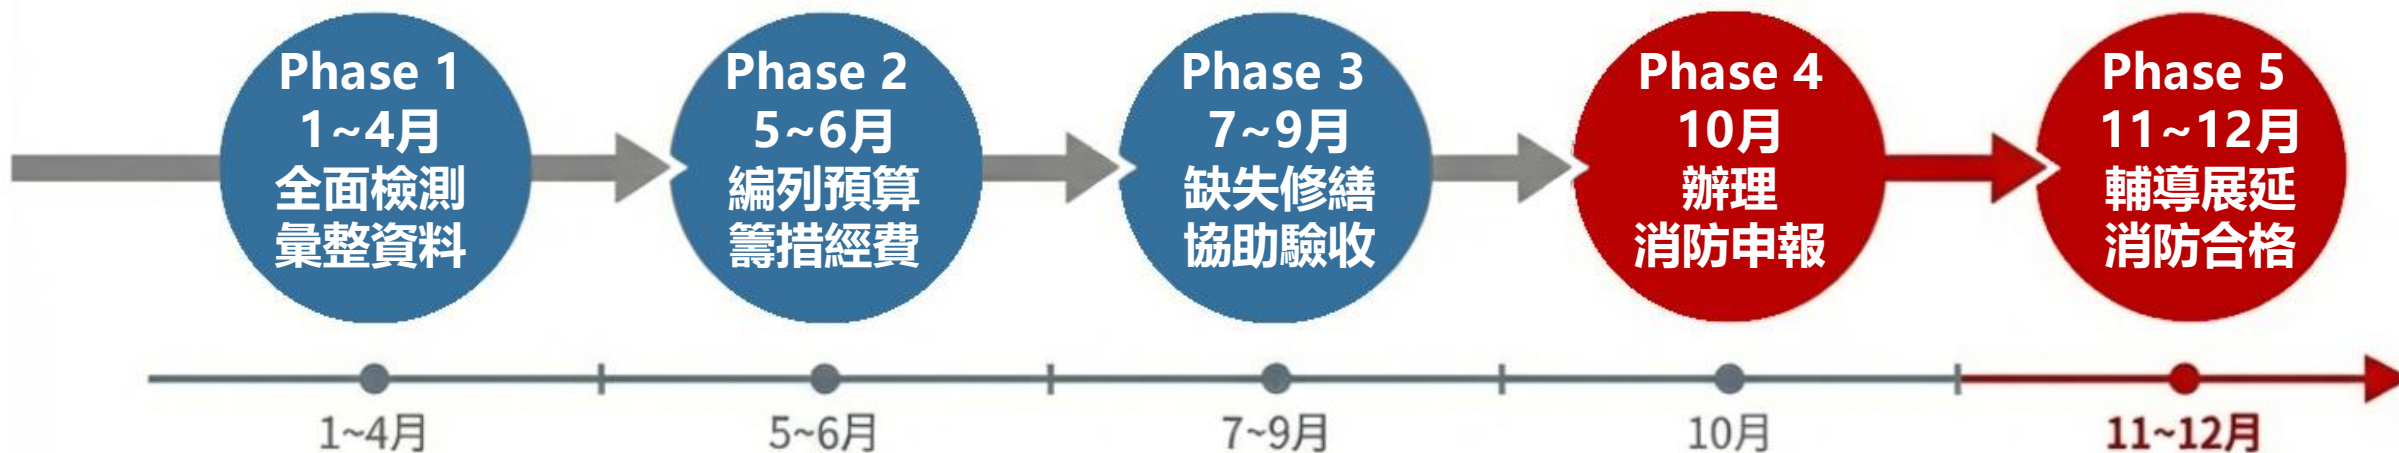 Phase 1
1~4月
全面檢測
彙整資料
Phase 2
5~6月
編列預算
籌措經費
Phase 3
7~9月
缺失修繕
協助驗收
Phase 4
10月
辦理
消防申報
Phase 5
11~12月
輔導展延
消防合格
1~4月
5~6月
7~9月
10月
11~12月